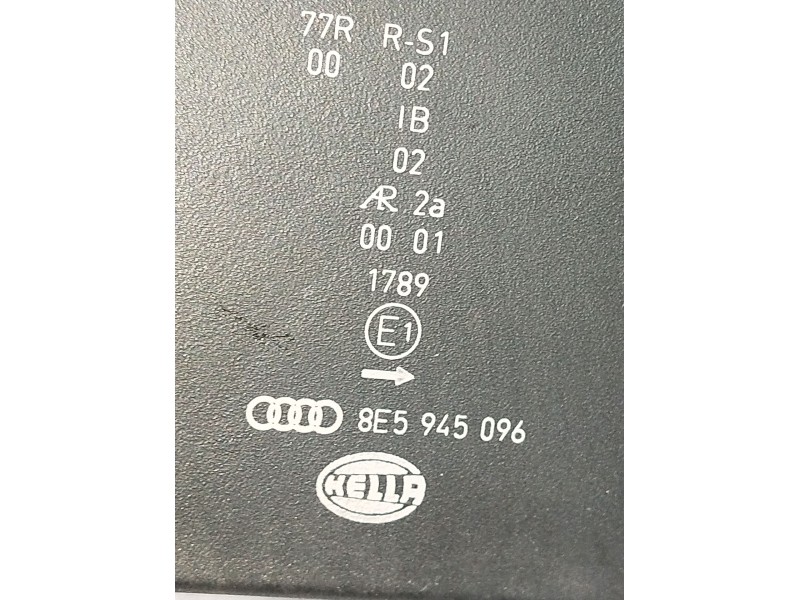 77R R-S1
00 02
IB
02
AR 2a
00 01
1789
E1
8E5 945 096
HELLA